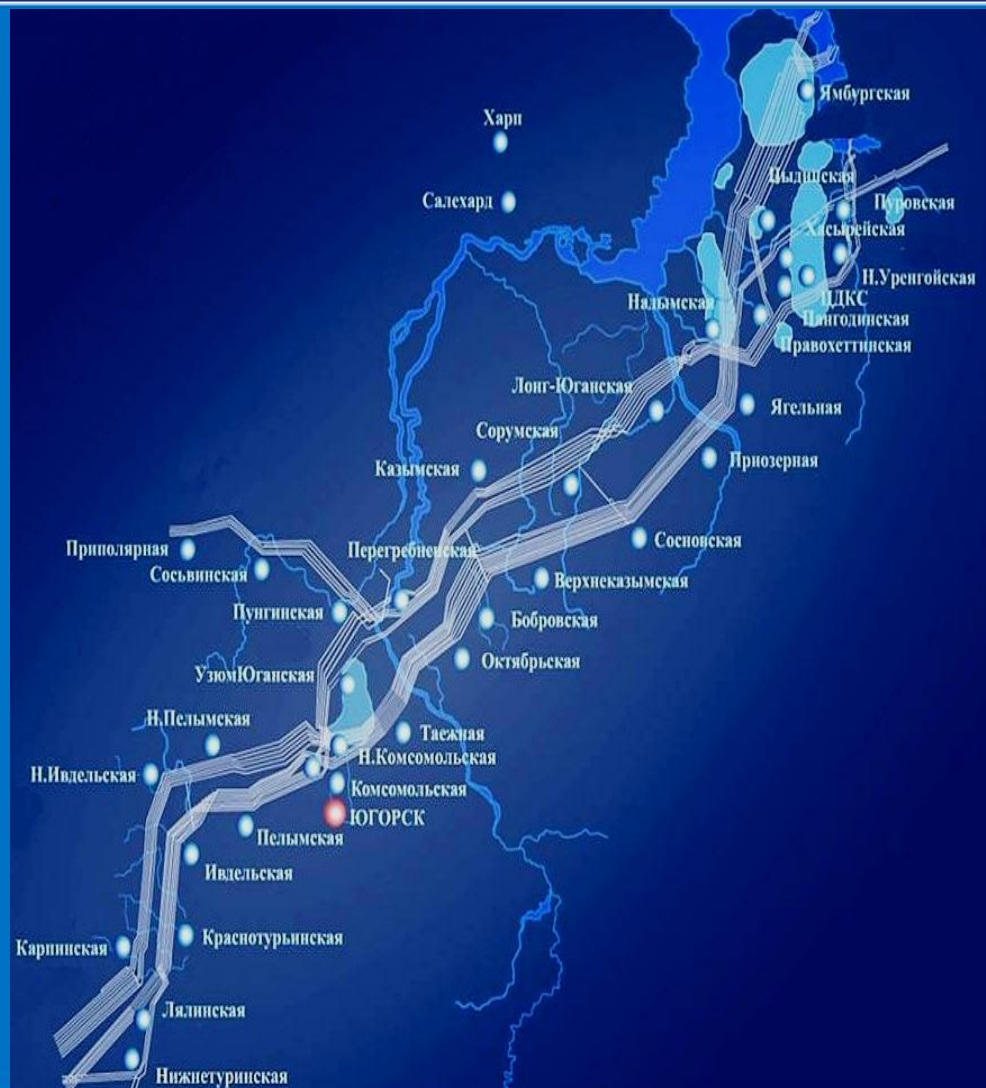 Ямбургская
Харп
Цыдинская
Салехард
Пуровская
Хасырейская
Н.Уренгойская
Надымская
ЦДКС
Пангодинская
Правохеттинская
Лонг-Юганская
Ягельная
Сорумская
Казымская
Приозерная
Сосновская
Приполярная
Перегребненская
Сосьвинская
Верхнеказымская
Пунгинская
Бобровская
Октябрьская
УзюмЮганская
Н.Пелымская
Таежная
Н.Комсомольская
Н.Ивдельская
Комсомольская
ЮГОРСК
Пелымская
Ивдельская
Краснотурьинская
Карпинская
Лялинская
Нижнетуринская